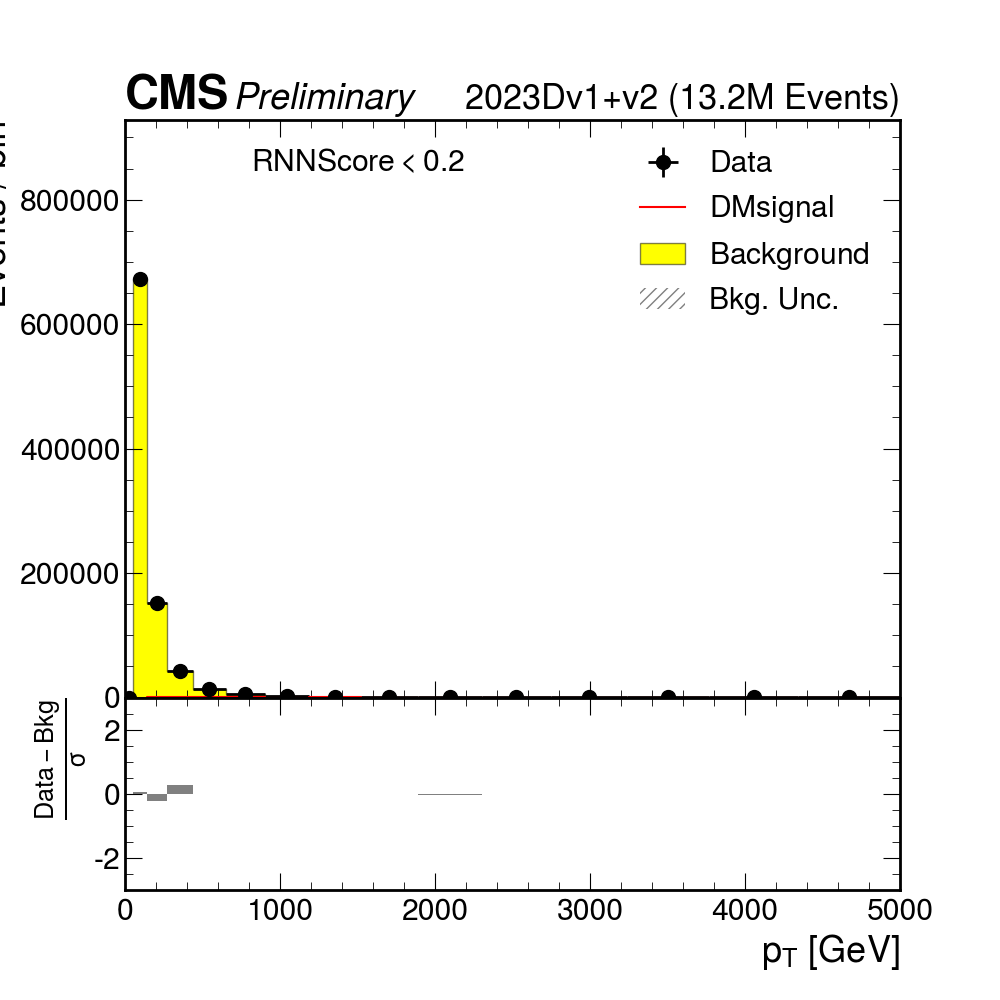 CMS Preliminary 2023Dv1+v2 (13.2M Events)
RNNScore < 0.2
Data
DMsignal
Background
Bkg. Unc.
800000
600000
400000
200000
0
2
0
-2
Data − Bkg
σ
0 1000 2000 3000 4000 5000
pT [GeV]